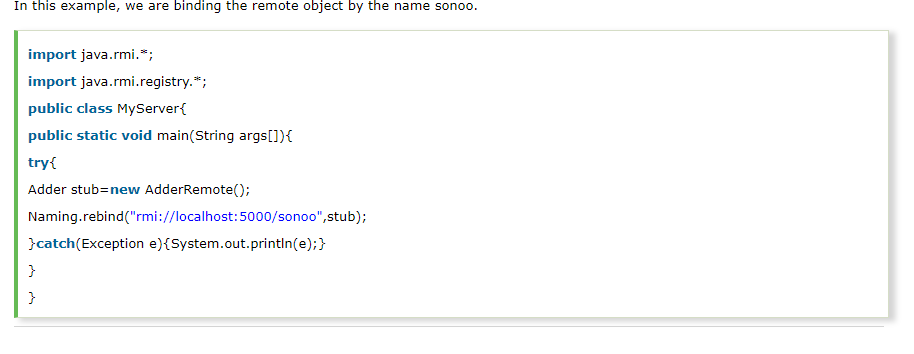 In this example, we are binding the remote object by the name sonoo.
import java.rmi.*;
import java.rmi.registry.*;
public class MyServer{
public static void main(String args[]){
try{
Adder stub=new AdderRemote();
Naming.rebind("rmi://localhost:5000/sonoo",stub);
}catch(Exception e){System.out.println(e);}
}
}